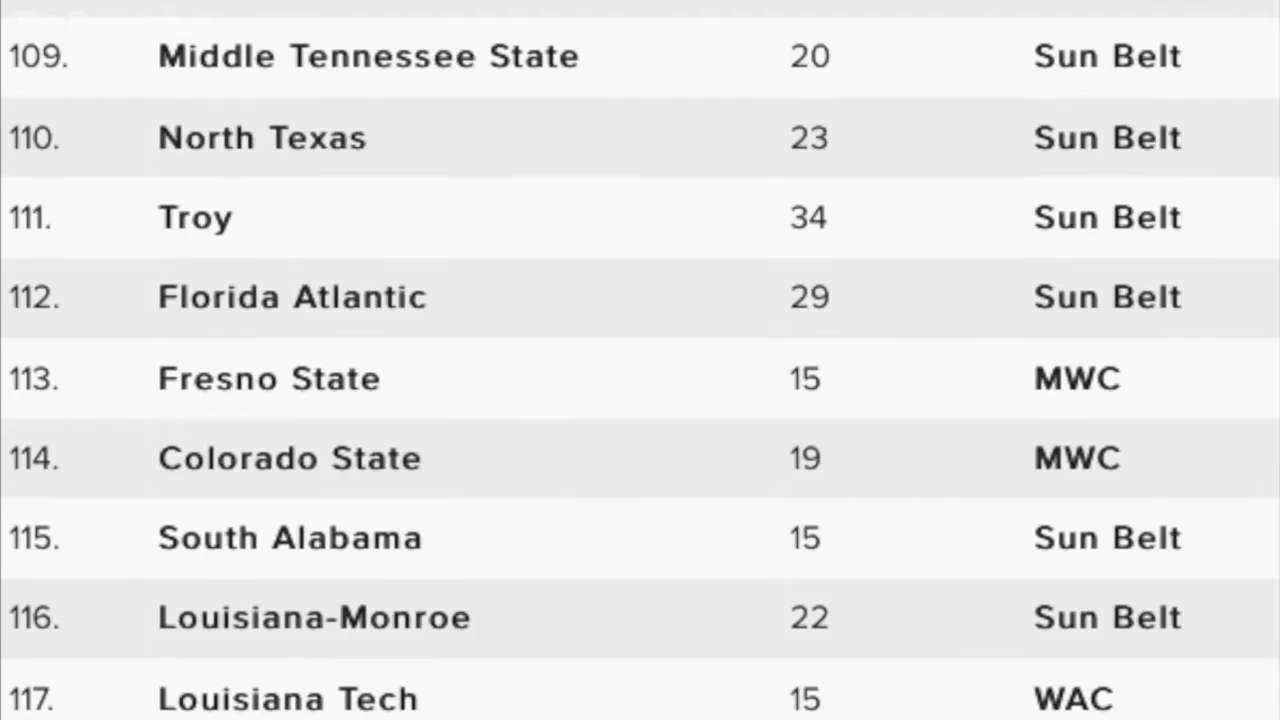 109. Middle Tennessee State 20 Sun Belt
110. North Texas 23 Sun Belt
111. Troy 34 Sun Belt
112. Florida Atlantic 29 Sun Belt
113. Fresno State 15 MWC
114. Colorado State 19 MWC
115. South Alabama 15 Sun Belt
116. Louisiana-Monroe 22 Sun Belt
117. Louisiana Tech 15 WAC